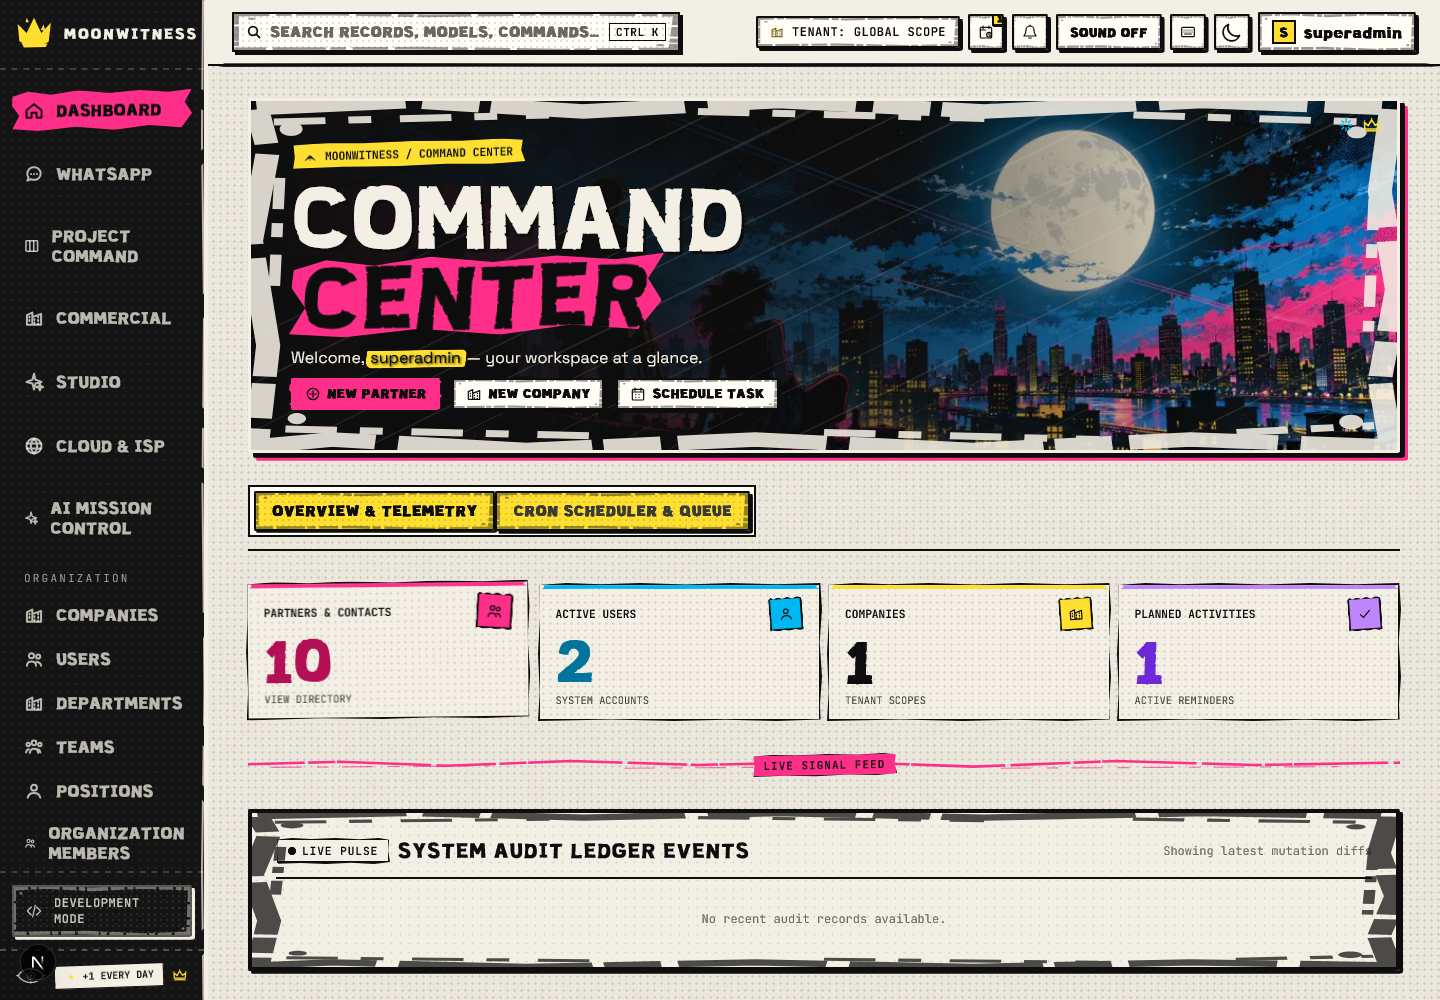 MOONWITNESS
SEARCH RECORDS, MODELS, COMMANDS...
CTRL K
TENANT: GLOBAL SCOPE
SOUND OFF
S
superadmin
DASHBOARD
WHATSAPP
PROJECT
COMMAND
COMMERCIAL
STUDIO
CLOUD & ISP
AI MISSION
CONTROL
ORGANIZATION
COMPANIES
USERS
DEPARTMENTS
TEAMS
POSITIONS
ORGANIZATION
MEMBERS
DEVELOPMENT
MODE
N
+1 EVERY DAY
MOONWITNESS / COMMAND CENTER
COMMAND
CENTER
Welcome, superadmin — your workspace at a glance.
NEW PARTNER
NEW COMPANY
SCHEDULE TASK
OVERVIEW & TELEMETRY
CRON SCHEDULER & QUEUE
PARTNERS & CONTACTS
10
VIEW DIRECTORY
ACTIVE USERS
2
SYSTEM ACCOUNTS
COMPANIES
1
TENANT SCOPES
PLANNED ACTIVITIES
1
ACTIVE REMINDERS
LIVE SIGNAL FEED
LIVE PULSE
SYSTEM AUDIT LEDGER EVENTS
Showing latest mutation diffs
No recent audit records available.